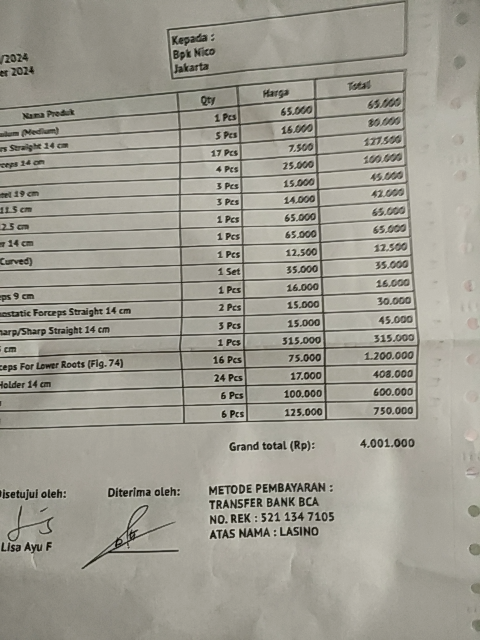 /2024
er 2024
Kepada :
Bpk Nico
Jakarta
Nama Produk Qty Harga Total
(Medium) 1 Pcs 65.000 65.000
rs Straight 14 cm 5 Pcs 16.000 80.000
rceps 14 cm 17 Pcs 7.500 127.500
4 Pcs 25.000 100.000
19 cm 3 Pcs 15.000 45.000
11.5 cm 3 Pcs 14.000 42.000
2.5 cm 1 Pcs 65.000 65.000
r 14 cm 1 Pcs 65.000 65.000
Curved) 1 Pcs 12.500 12.500
1 Set 35.000 35.000
eps 9 cm 1 Pcs 16.000 16.000
nostatic Forceps Straight 14 cm 2 Pcs 15.000 30.000
harp/Sharp Straight 14 cm 3 Pcs 15.000 45.000
cm 1 Pcs 315.000 315.000
ceps For Lower Roots (Fig. 74) 16 Pcs 75.000 1.200.000
Holder 14 cm 24 Pcs 17.000 408.000
6 Pcs 100.000 600.000
6 Pcs 125.000 750.000
Grand total (Rp): 4.001.000
Disetujui oleh: Diterima oleh:
Lisa Ayu F
METODE PEMBAYARAN :
TRANSFER BANK BCA
NO. REK : 521 134 7105
ATAS NAMA : LASINO